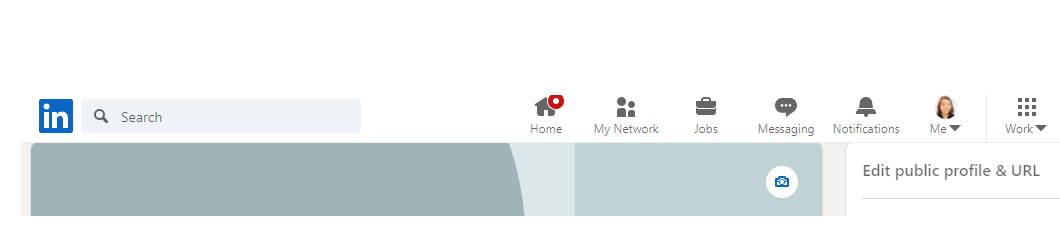 in
Search
Home
My Network
Jobs
Messaging
Notifications
Me
Work
Edit public profile & URL